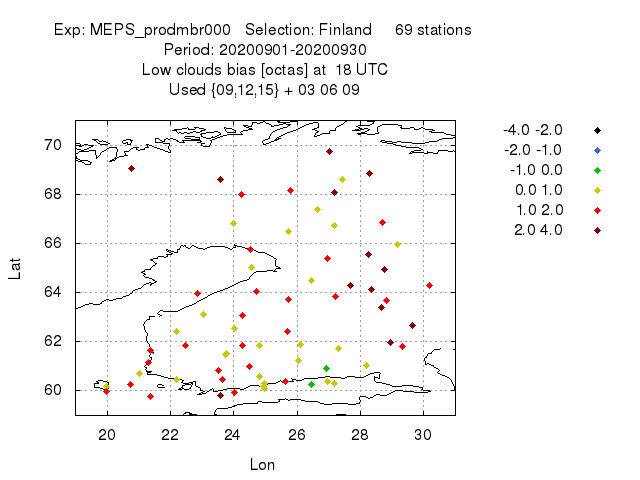 Exp: MEPS_prodmbr000 Selection: Finland 69 stations
Period: 20200901-20200930
Low clouds bias [octas] at 18 UTC
Used {09,12,15} + 03 06 09
-4.0 -2.0
-2.0 -1.0
-1.0 0.0
0.0 1.0
1.0 2.0
2.0 4.0
70
68
66
64
62
60
Lat
20 22 24 26 28 30
Lon